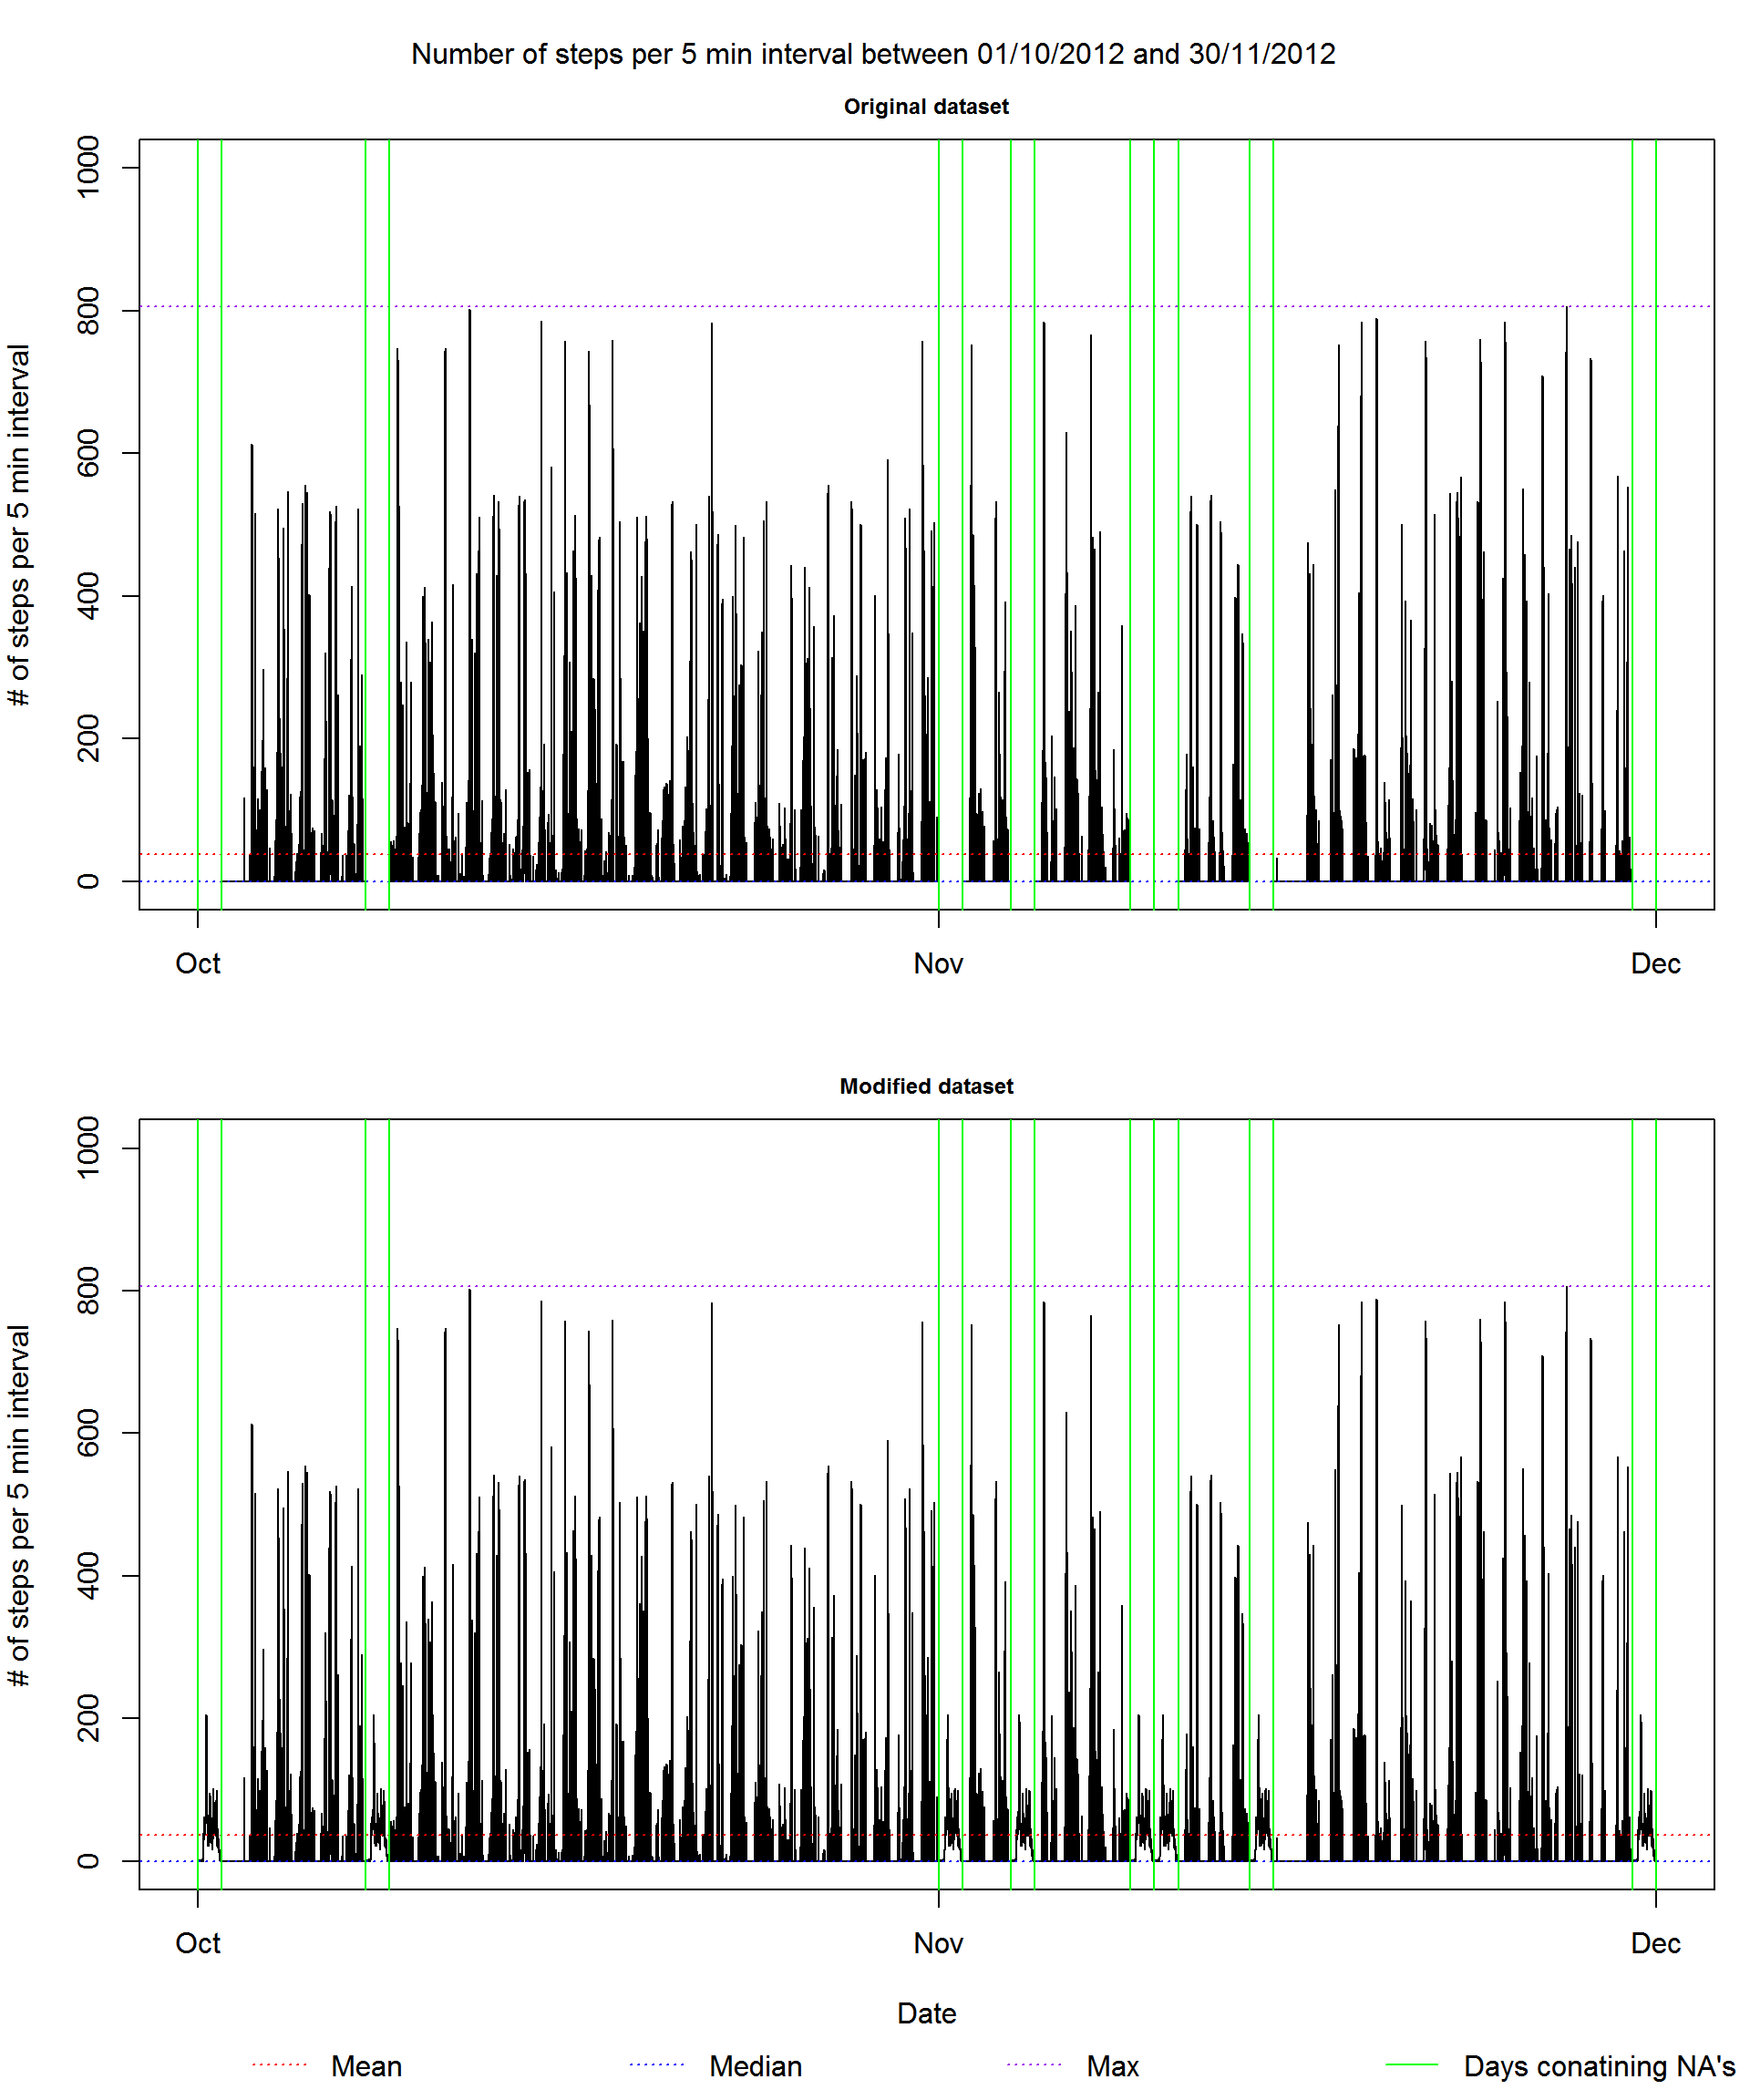 Number of steps per 5 min interval between 01/10/2012 and 30/11/2012
Original dataset
# of steps per 5 min interval
1000
800
600
400
200
0
Oct Nov Dec
Modified dataset
# of steps per 5 min interval
1000
800
600
400
200
0
Oct Nov Dec
Date
Mean Median Max Days conatining NA's